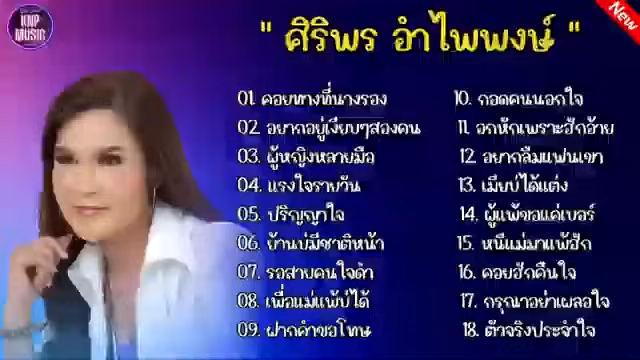 KNP
MUSIC
" ศิริพร อำไพพงษ์ "
New
01. คอยทางที่นางรอง
02. อยากอยู่เงียบๆสองคน
03. ผู้หญิงหลายมือ
04. แรงใจรายวัน
05. ปริญญาใจ
06. ย้านบ่มีชาติหน้า
07. รอสายคนใจดำ
08. เพื่อแม่แพ้บ่ได้
09. ฝากคำขอโทษ
10. กอดคนนอกใจ
11. อกหักเพราะฮักอ้าย
12. อยากลืมแฟนเขา
13. เมียบ่ได้แต่ง
14. ผู้แพ้ขอแค่เบอร์
15. หนีแม่มาแพ้ฮัก
16. คอยฮักคืนใจ
17. กรุณาอย่าเผลอใจ
18. ตัวจริงประจำใจ